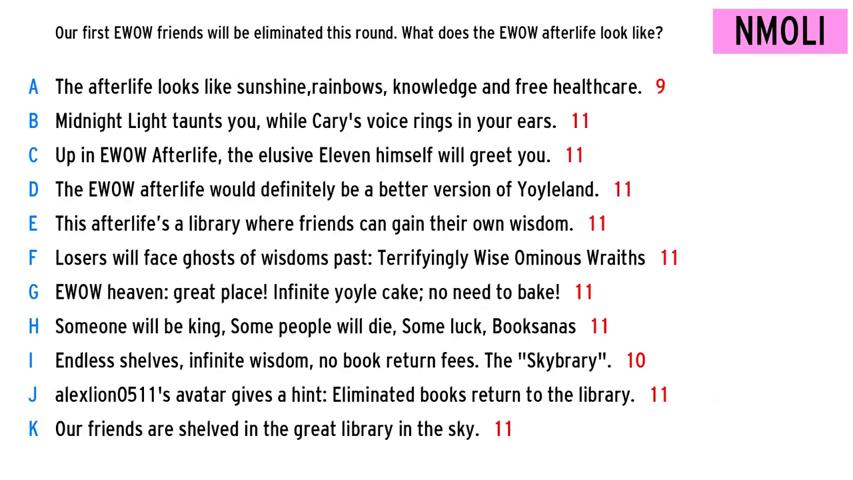 Our first EWOW friends will be eliminated this round. What does the EWOW afterlife look like?
NMOLI
A The afterlife looks like sunshine,rainbows, knowledge and free healthcare. 9
B Midnight Light taunts you, while Cary's voice rings in your ears. 11
C Up in EWOW Afterlife, the elusive Eleven himself will greet you. 11
D The EWOW afterlife would definitely be a better version of Yoyleland. 11
E This afterlife’s a library where friends can gain their own wisdom. 11
F Losers will face ghosts of wisdoms past: Terrifyingly Wise Ominous Wraiths 11
G EWOW heaven: great place! Infinite yoyle cake; no need to bake! 11
H Someone will be king, Some people will die, Some luck, Booksanas 11
I Endless shelves, infinite wisdom, no book return fees. The "Skybrary". 10
J alexlion0511's avatar gives a hint: Eliminated books return to the library. 11
K Our friends are shelved in the great library in the sky. 11